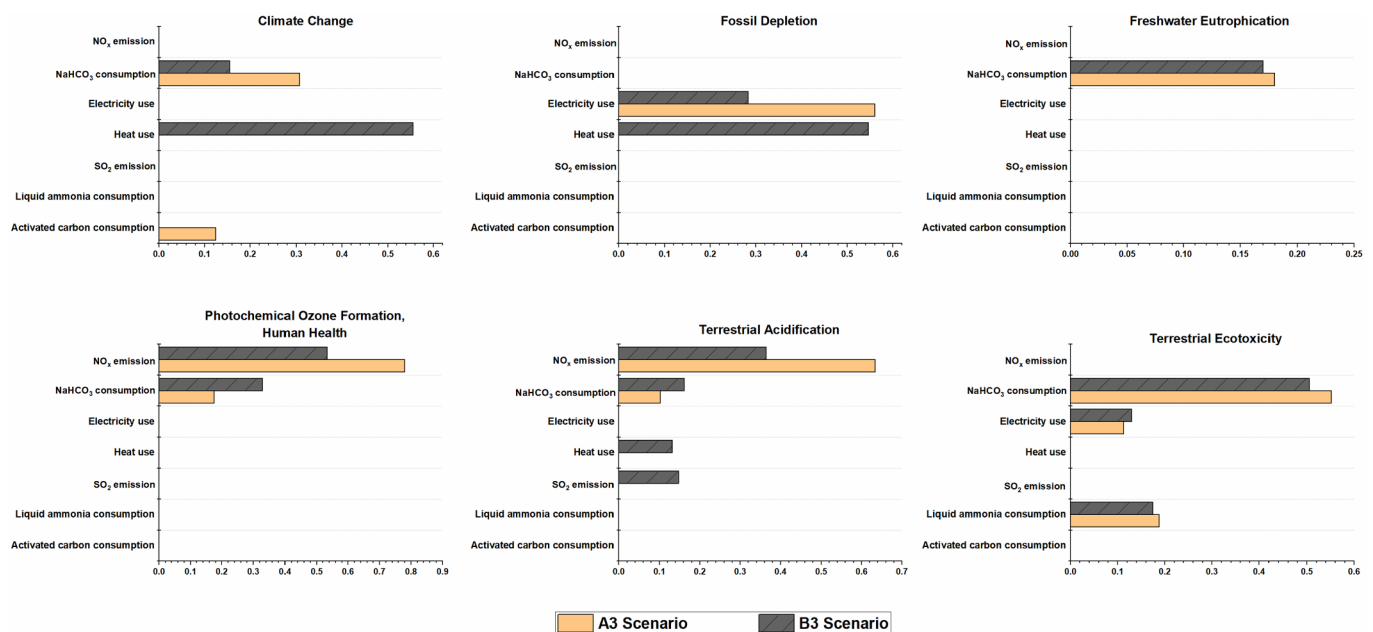 Climate Change
NOx emission
NaHCO3 consumption
Electricity use
Heat use
SO2 emission
Liquid ammonia consumption
Activated carbon consumption
0.0 0.1 0.2 0.3 0.4 0.5 0.6
Fossil Depletion
NOx emission
NaHCO3 consumption
Electricity use
Heat use
SO2 emission
Liquid ammonia consumption
Activated carbon consumption
0.0 0.1 0.2 0.3 0.4 0.5 0.6
Freshwater Eutrophication
NOx emission
NaHCO3 consumption
Electricity use
Heat use
SO2 emission
Liquid ammonia consumption
Activated carbon consumption
0.00 0.05 0.10 0.15 0.20 0.25
Photochemical Ozone Formation,
Human Health
NOx emission
NaHCO3 consumption
Electricity use
Heat use
SO2 emission
Liquid ammonia consumption
Activated carbon consumption
0.0 0.1 0.2 0.3 0.4 0.5 0.6 0.7 0.8 0.9
Terrestrial Acidification
NOx emission
NaHCO3 consumption
Electricity use
Heat use
SO2 emission
Liquid ammonia consumption
Activated carbon consumption
0.0 0.1 0.2 0.3 0.4 0.5 0.6 0.7
Terrestrial Ecotoxicity
NOx emission
NaHCO3 consumption
Electricity use
Heat use
SO2 emission
Liquid ammonia consumption
Activated carbon consumption
0.0 0.1 0.2 0.3 0.4 0.5 0.6
A3 Scenario B3 Scenario